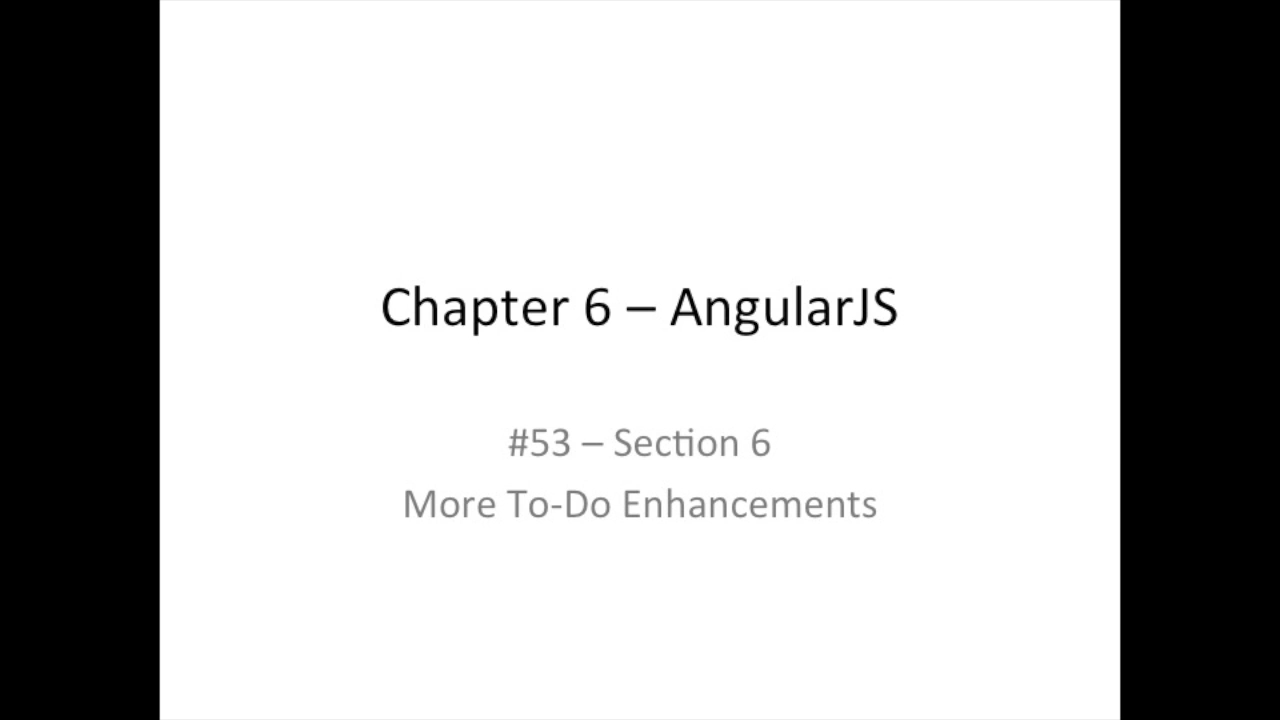 Chapter 6 – AngularJS
#53 – Section 6
More To-Do Enhancements